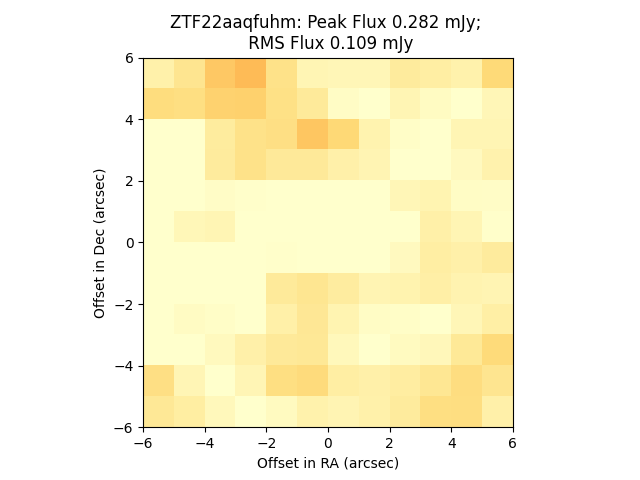 ZTF22aaqfuhm: Peak Flux 0.282 mJy;
RMS Flux 0.109 mJy
6
4
2
0
−2
−4
−6
Offset in Dec (arcsec)
−6 −4 −2 0 2 4 6
Offset in RA (arcsec)